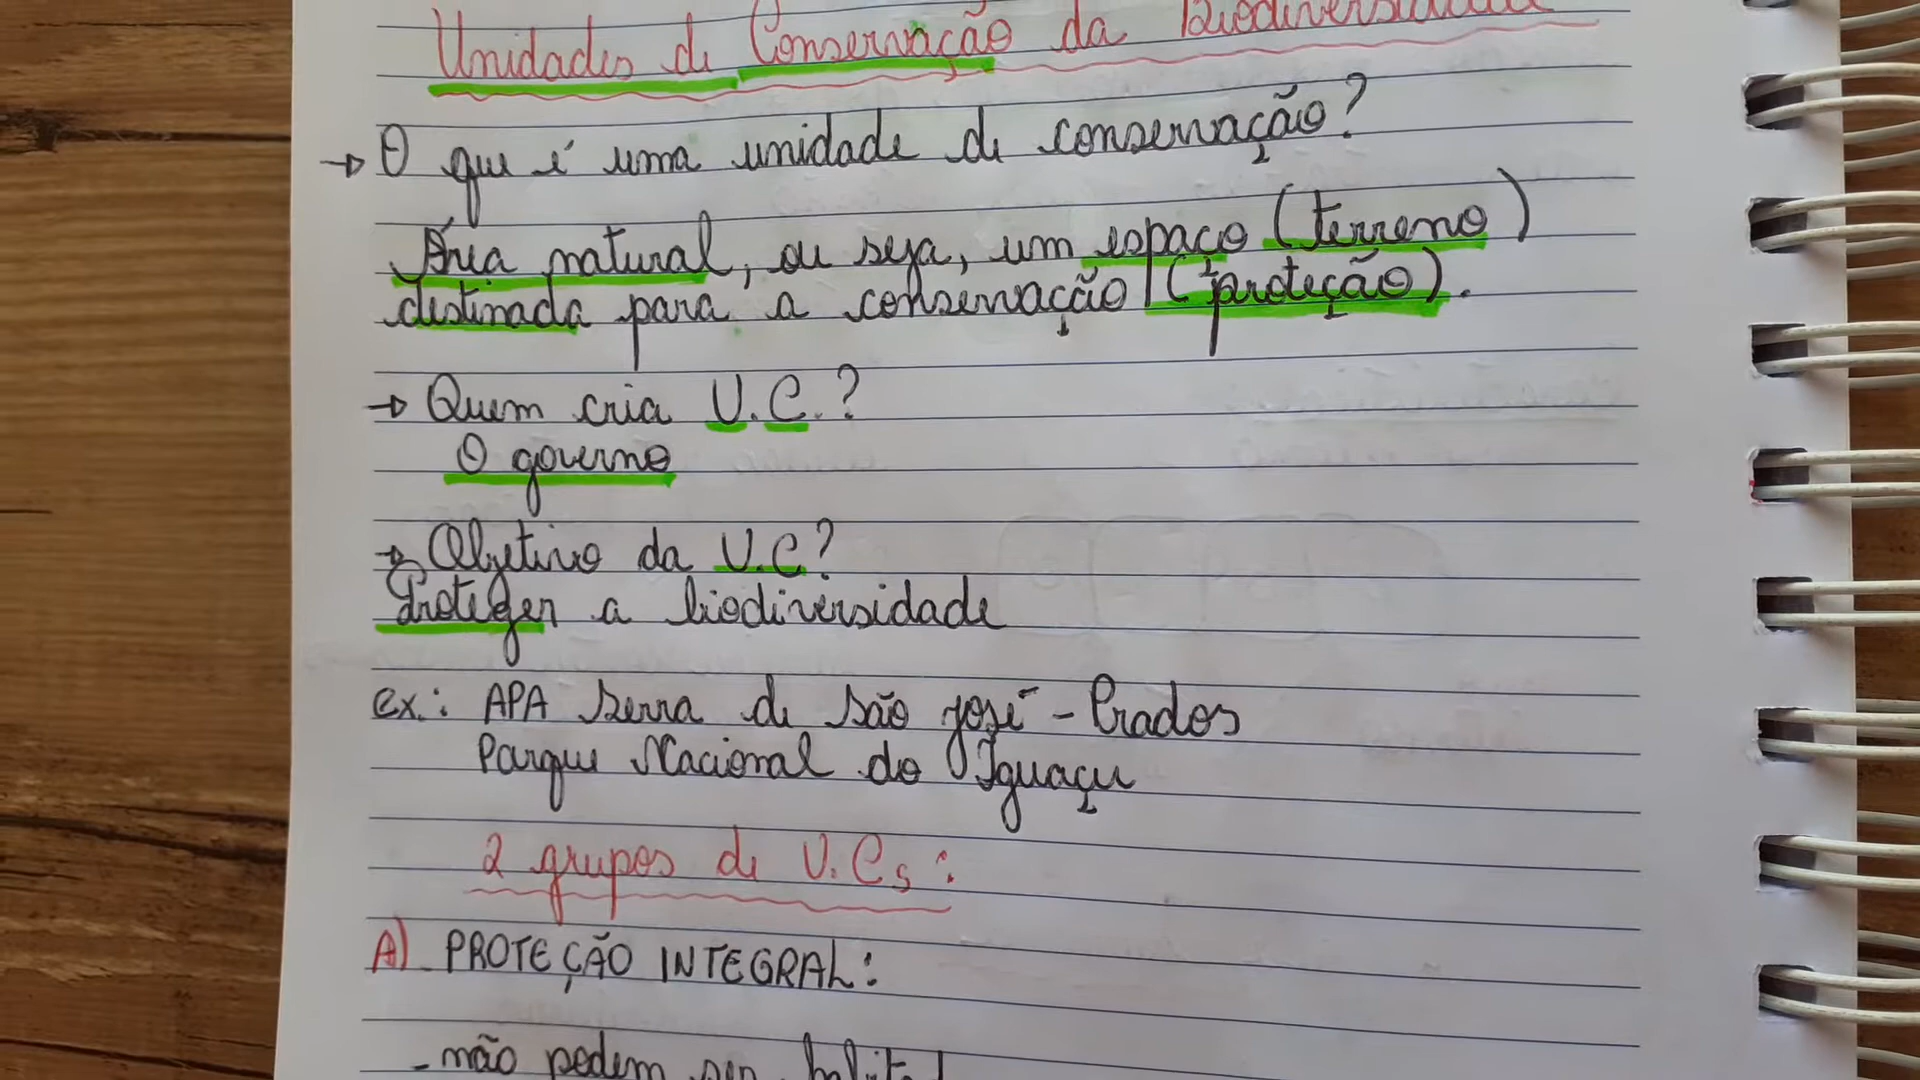 Unidades de Conservação da Biodiversidade
→ O que é uma unidade de conservação?
Área natural, ou seja, um espaço (terreno)
destinada para a conservação (proteção).
→ Quem cria U.C.?
O governo
→ Objetivo da U.C?
Proteger a biodiversidade
ex.: APA Serra de São José - Prados
Parque Nacional do Iguaçu
2 grupos de U.Cs:
A) PROTEÇÃO INTEGRAL:
- não podem ser